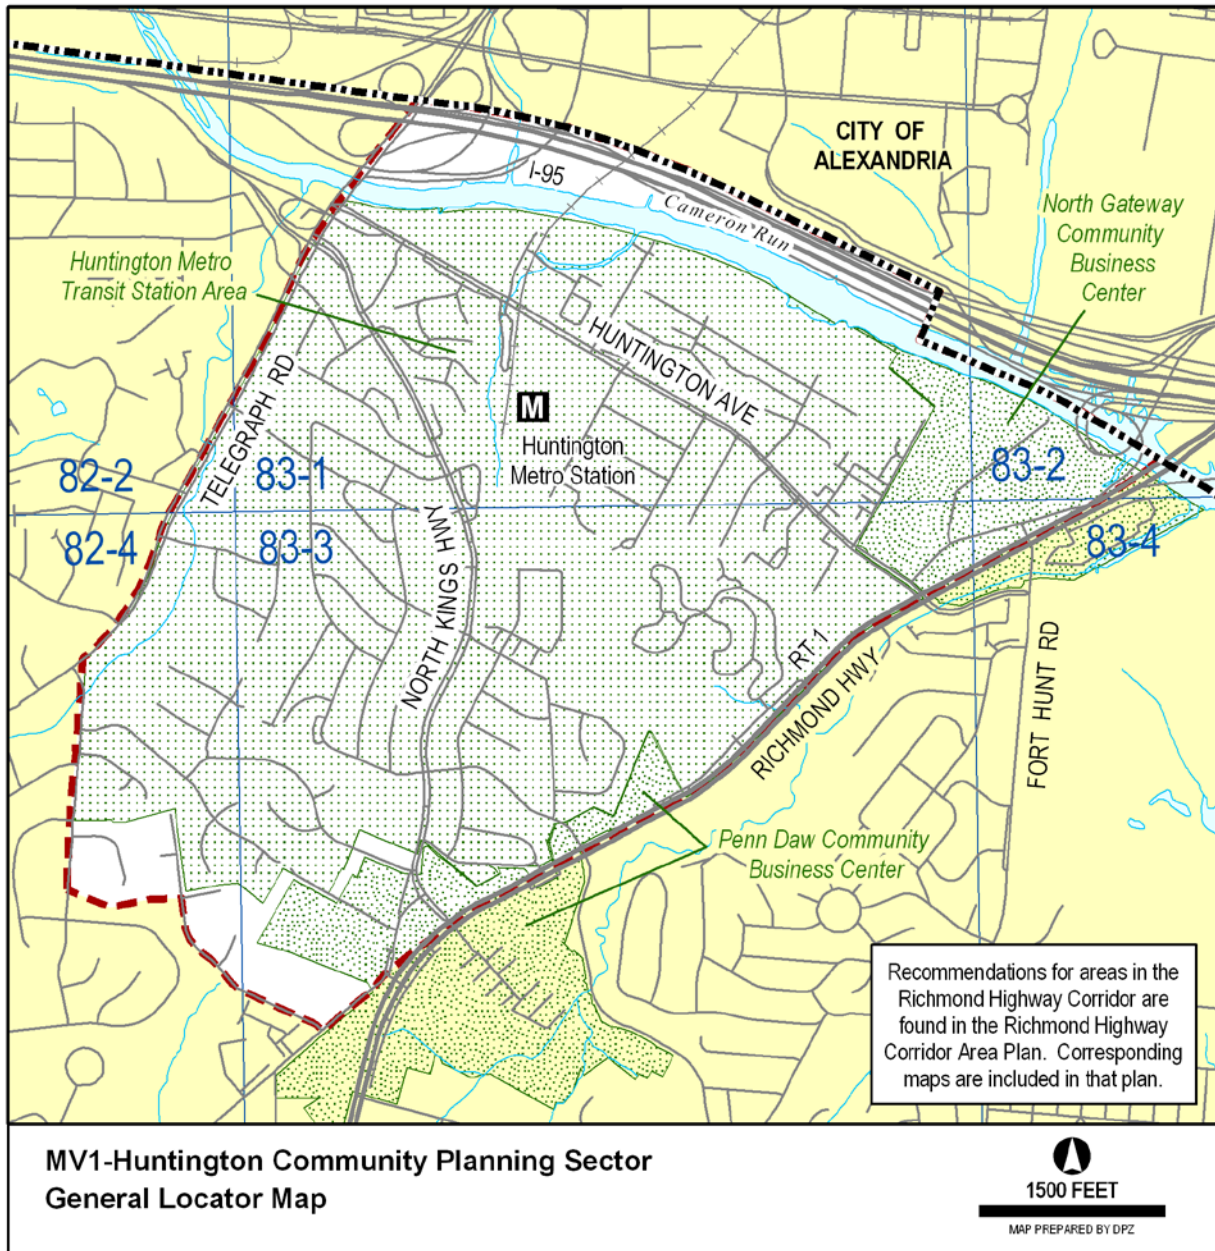 CITY OF
ALEXANDRIA
I-95
Cameron Run
North Gateway
Community
Business
Center
Huntington Metro
Transit Station Area
HUNTINGTON AVE
TELEGRAPH RD
M
Huntington
Metro Station
82-2
83-1
83-2
82-4
83-3
83-4
NORTH KINGS HWY
RT 1
RICHMOND HWY
FORT HUNT RD
Penn Daw Community
Business Center
Recommendations for areas in the
Richmond Highway Corridor are
found in the Richmond Highway
Corridor Area Plan.  Corresponding
maps are included in that plan.
MV1-Huntington Community Planning Sector
General Locator Map
1500 FEET
MAP PREPARED BY DPZ